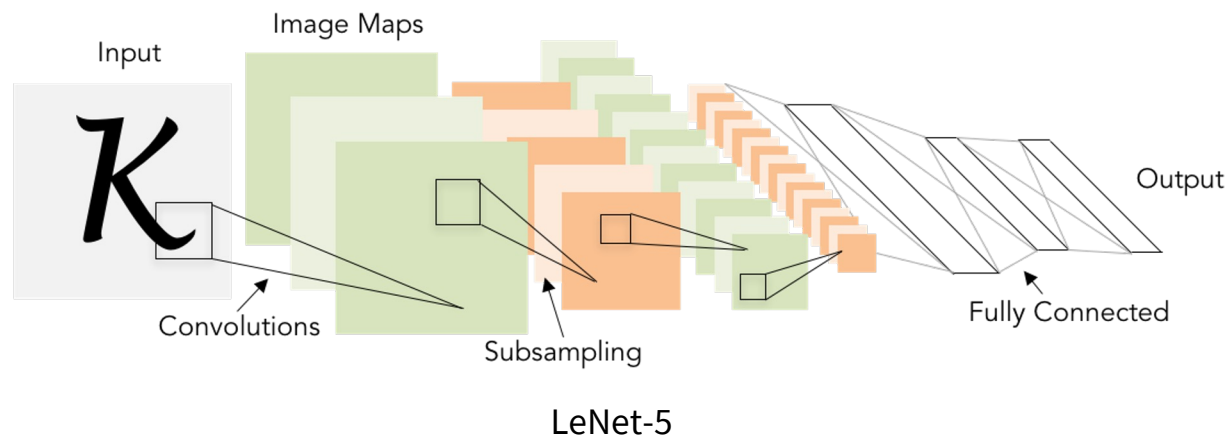 Image Maps
Input
K
Output
Convolutions
Fully Connected
Subsampling
LeNet-5